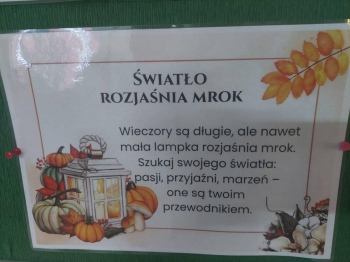 ŚWIATŁO
ROZJAŚNIA MROK
Wieczory są długie, ale nawet
mała lampka rozjaśnia mrok.
Szukaj swojego światła:
pasji, przyjaźni, marzeń –
one są twoim
przewodnikiem.